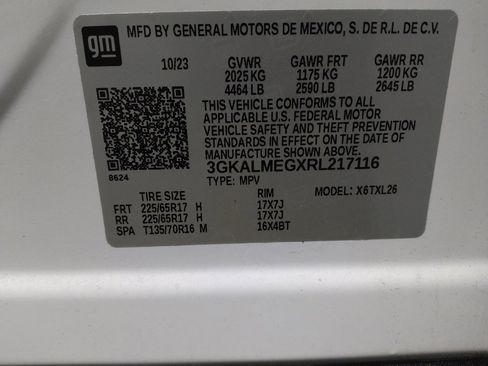 gm
MFD BY GENERAL MOTORS DE MEXICO, S. DE R.L. DE C.V.
10/23 GVWR GAWR FRT GAWR RR
2025 KG 1175 KG 1200 KG
4464 LB 2590 LB 2645 LB
THIS VEHICLE CONFORMS TO ALL
APPLICABLE U.S. FEDERAL MOTOR
VEHICLE SAFETY AND THEFT PREVENTION
STANDARDS IN EFFECT ON THE DATE OF
MANUFACTURE SHOWN ABOVE.
3GKALMEGXRL217116
8624
TYPE: MPV MODEL: X6TXL26
TIRE SIZE RIM
FRT 225/65R17 H 17X7J
RR 225/65R17 H 17X7J
SPA T135/70R16 M 16X4BT